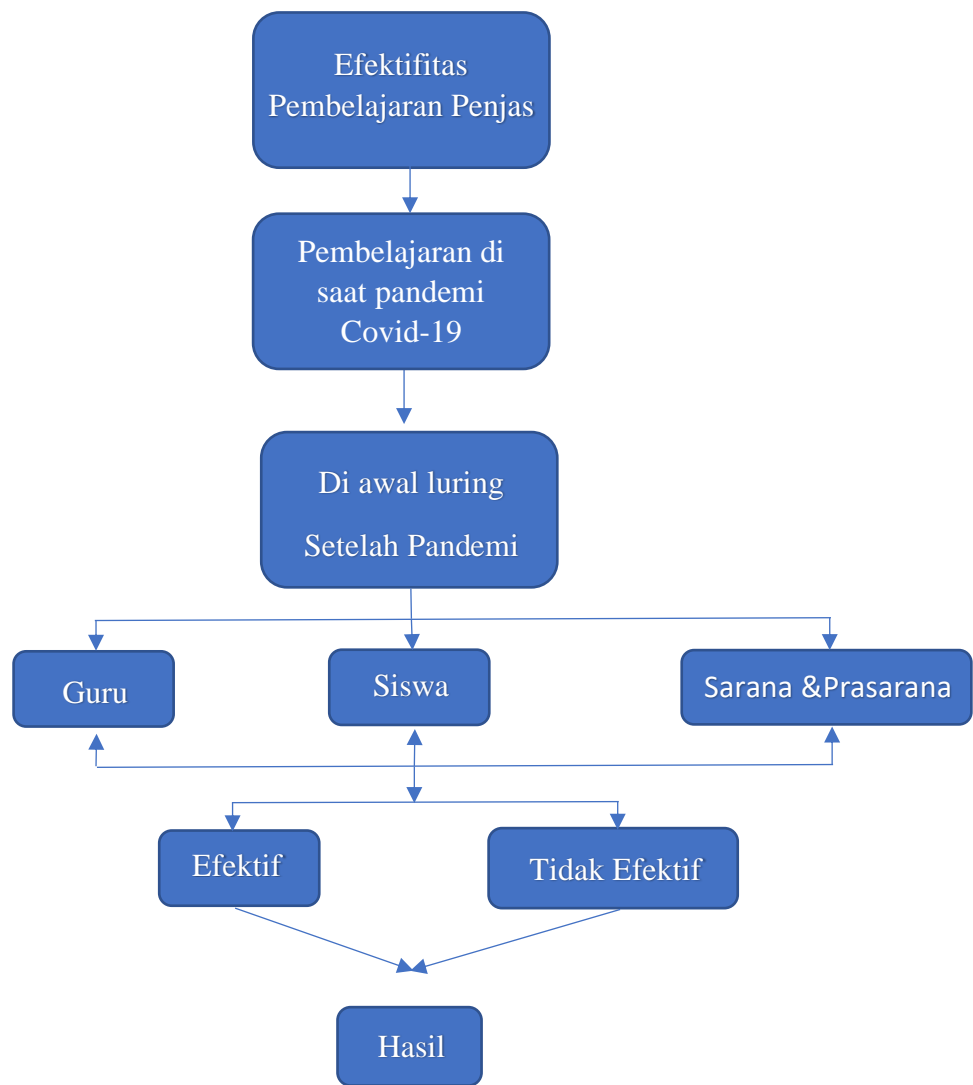 Efektifitas
Pembelajaran Penjas
Pembelajaran di
saat pandemi
Covid-19
Di awal luring
Setelah Pandemi
Guru
Siswa
Sarana &Prasarana
Efektif
Tidak Efektif
Hasil